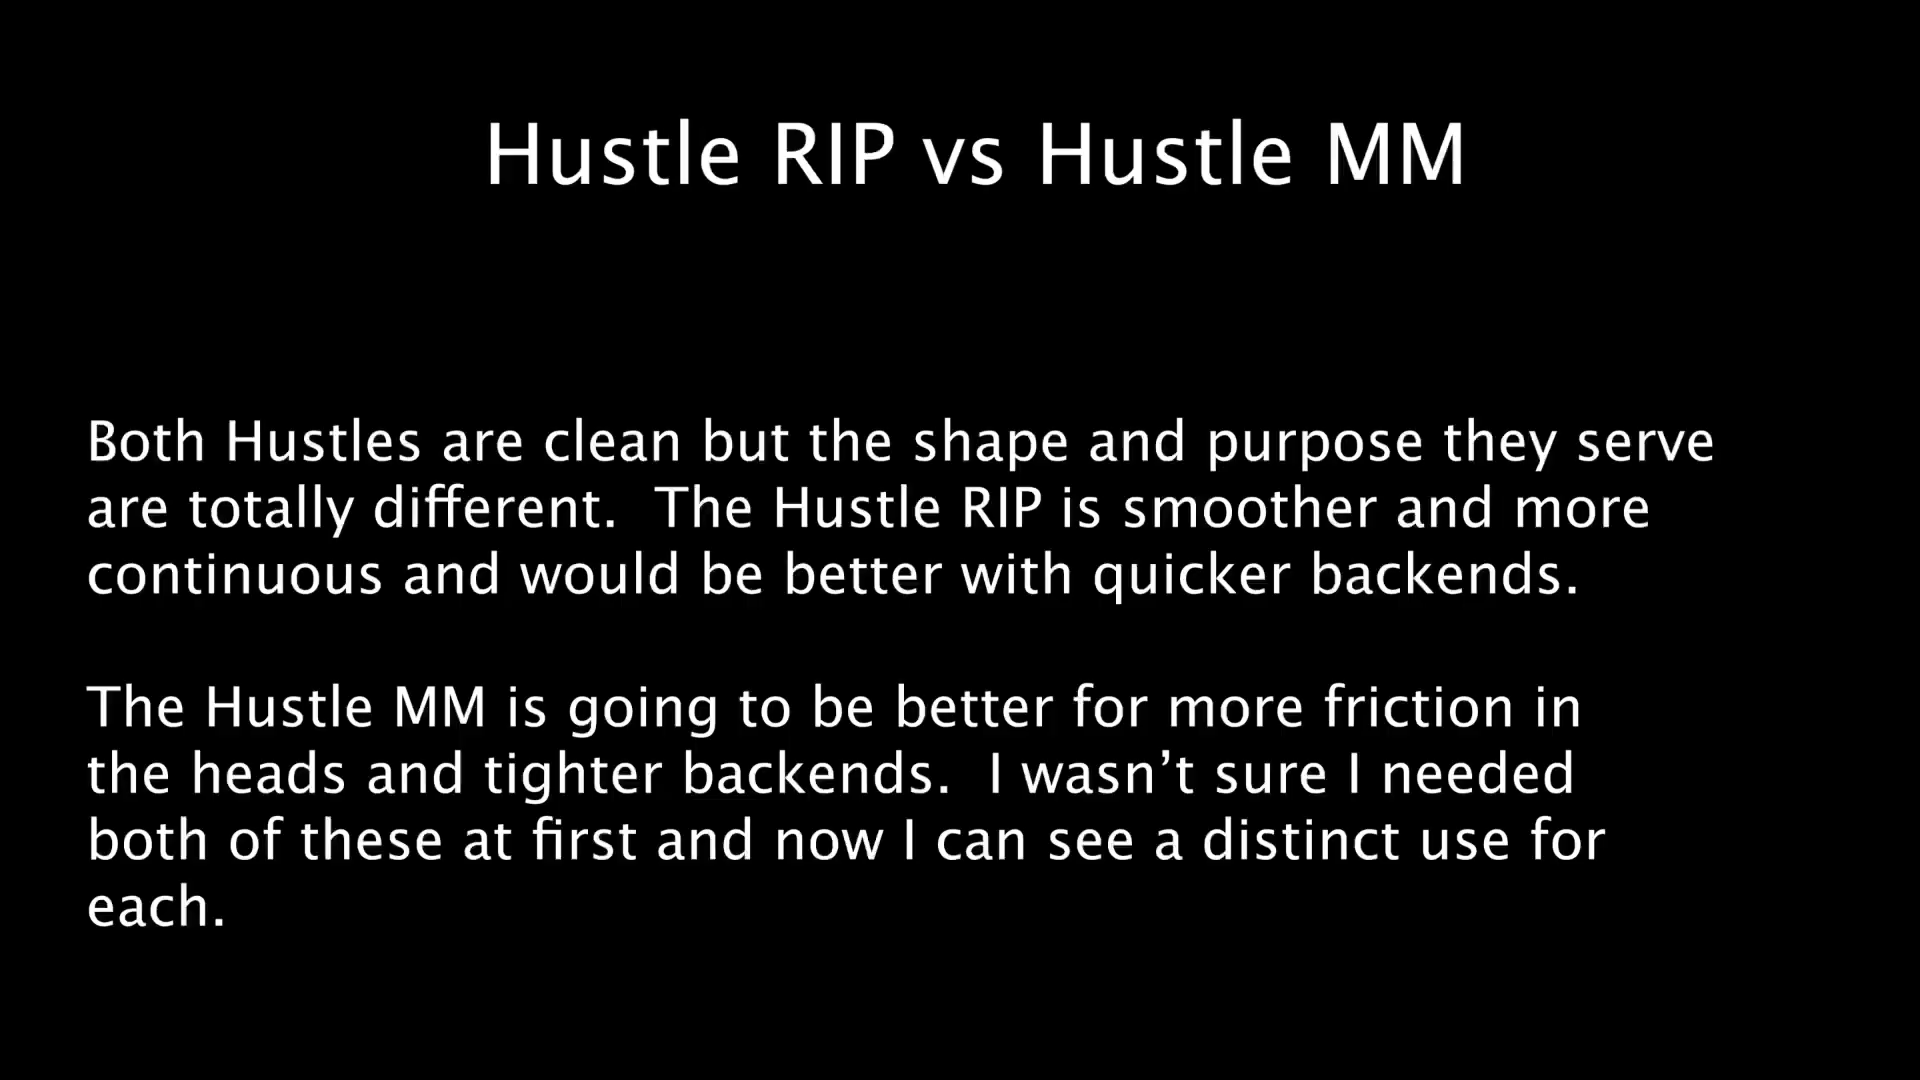 Hustle RIP vs Hustle MM
Both Hustles are clean but the shape and purpose they serve
are totally different.  The Hustle RIP is smoother and more
continuous and would be better with quicker backends.
The Hustle MM is going to be better for more friction in
the heads and tighter backends.  I wasn’t sure I needed
both of these at first and now I can see a distinct use for
each.